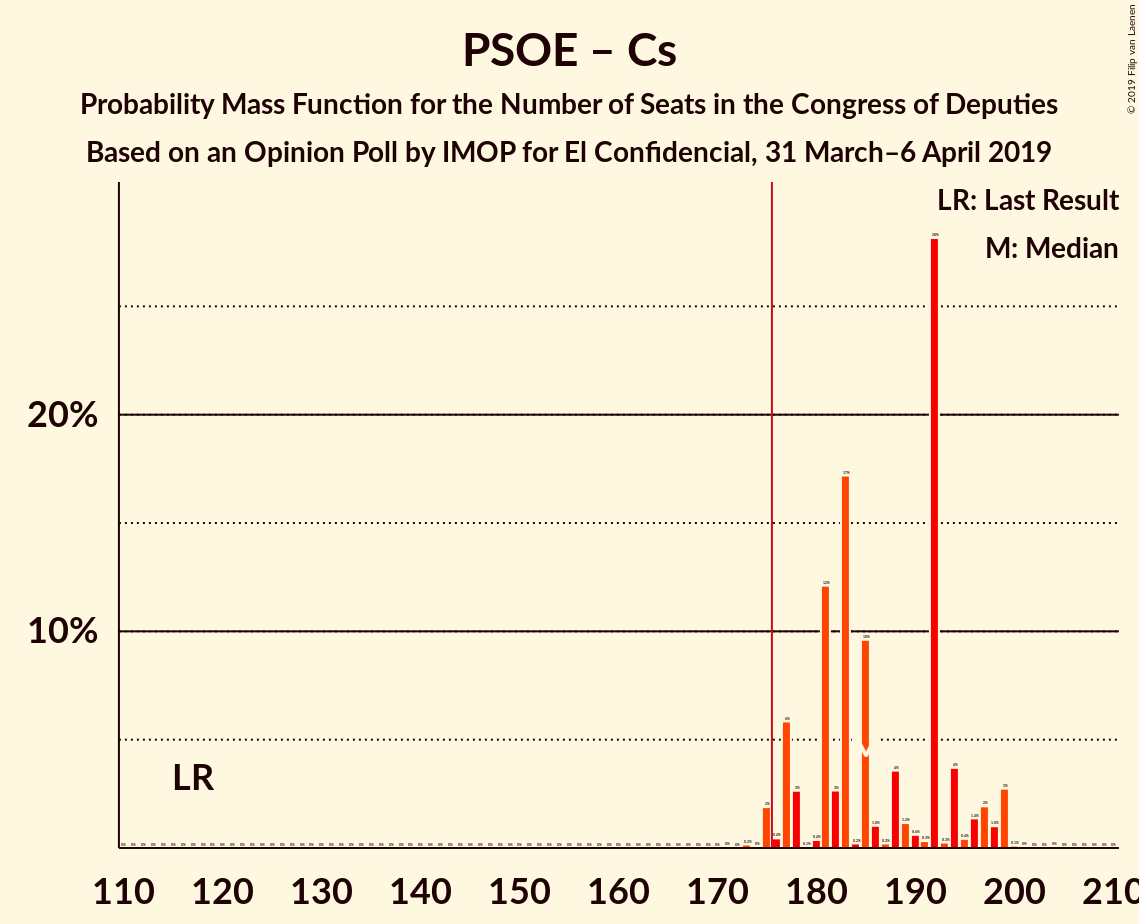 PSOE – Cs
Probability Mass Function for the Number of Seats in the Congress of Deputies
Based on an Opinion Poll by IMOP for El Confidencial, 31 March–6 April 2019
© 2019 Filip van Laenen
LR: Last Result
M: Median
20%
10%
LR
110 120 130 140 150 160 170 180 190 200 210